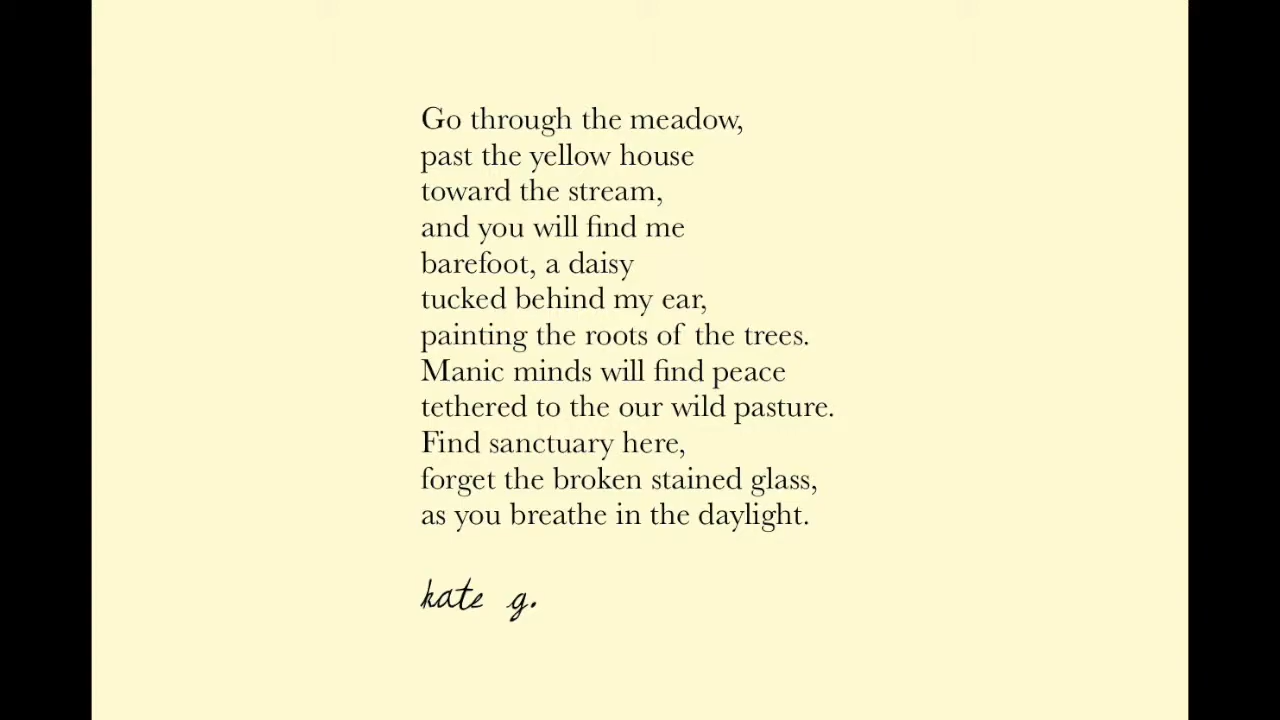 Go through the meadow,
past the yellow house
toward the stream,
and you will find me
barefoot, a daisy
tucked behind my ear,
painting the roots of the trees.
Manic minds will find peace
tethered to the our wild pasture.
Find sanctuary here,
forget the broken stained glass,
as you breathe in the daylight.
kate g.